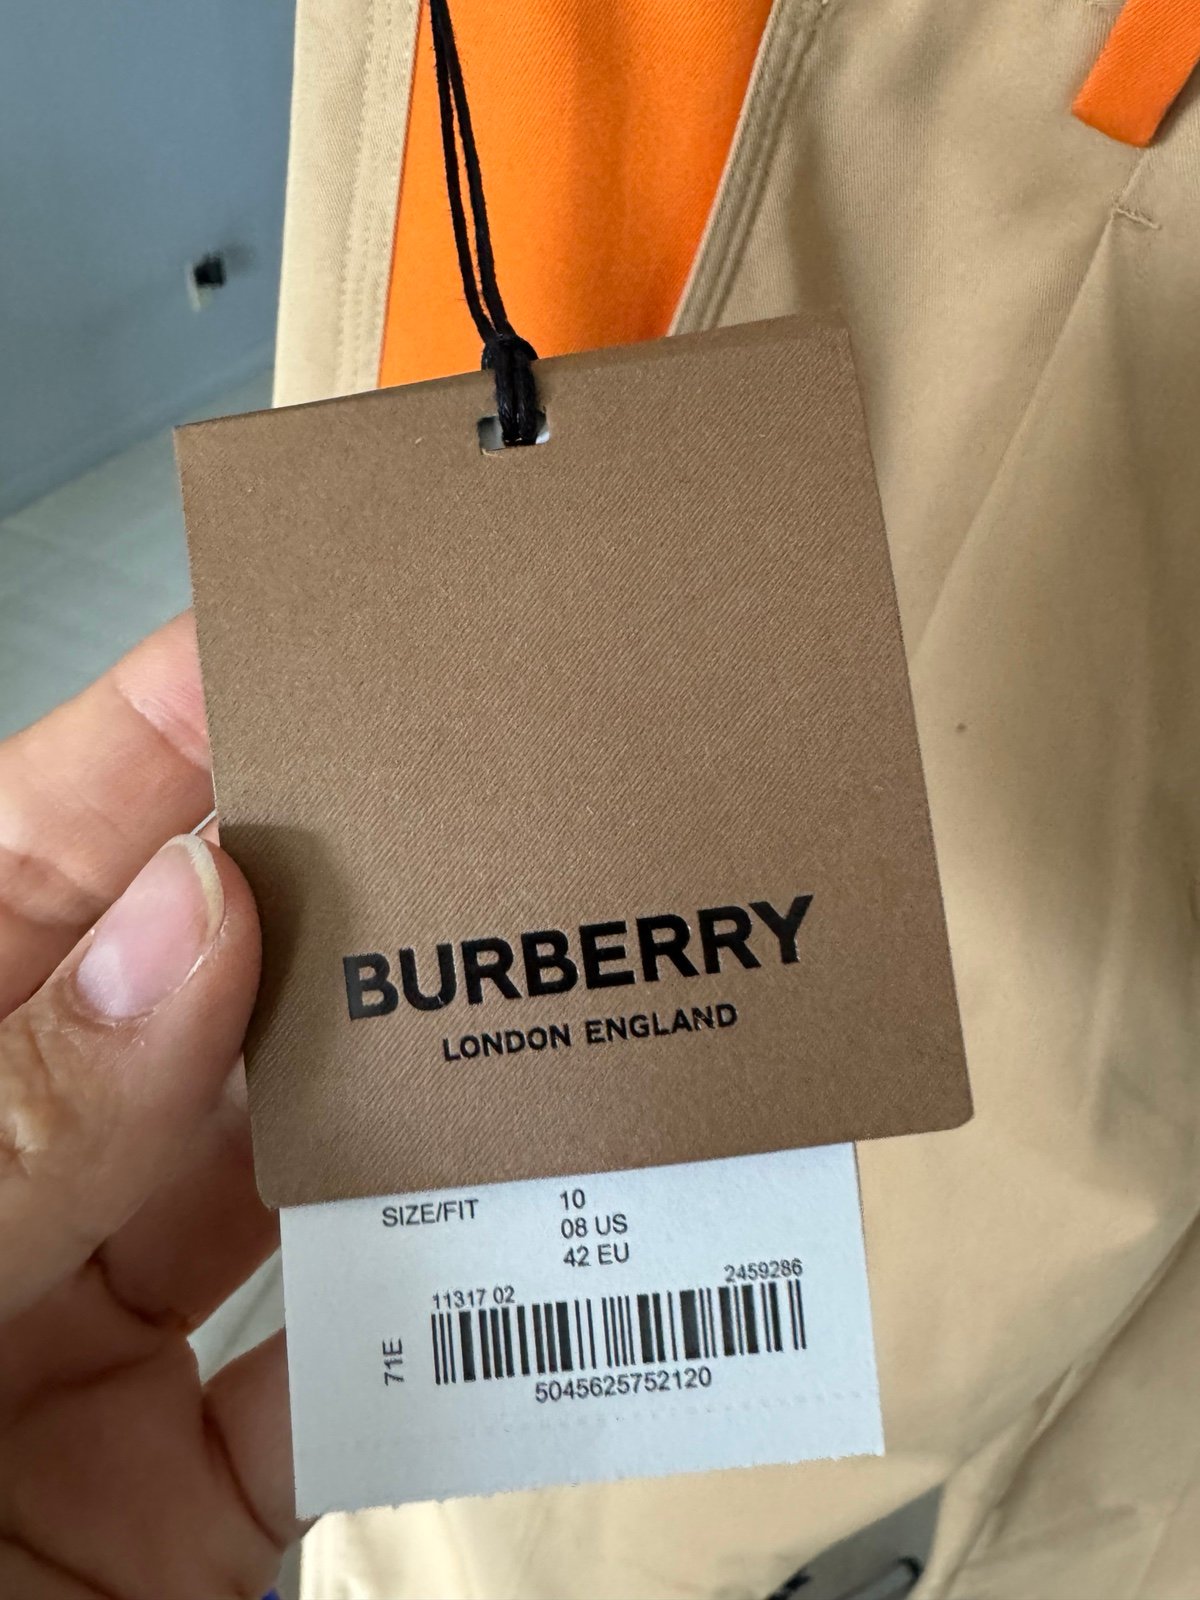 BURBERRY
LONDON ENGLAND
SIZE/FIT 10
08 US
42 EU
11317 02 2459286
71E
5045625752120